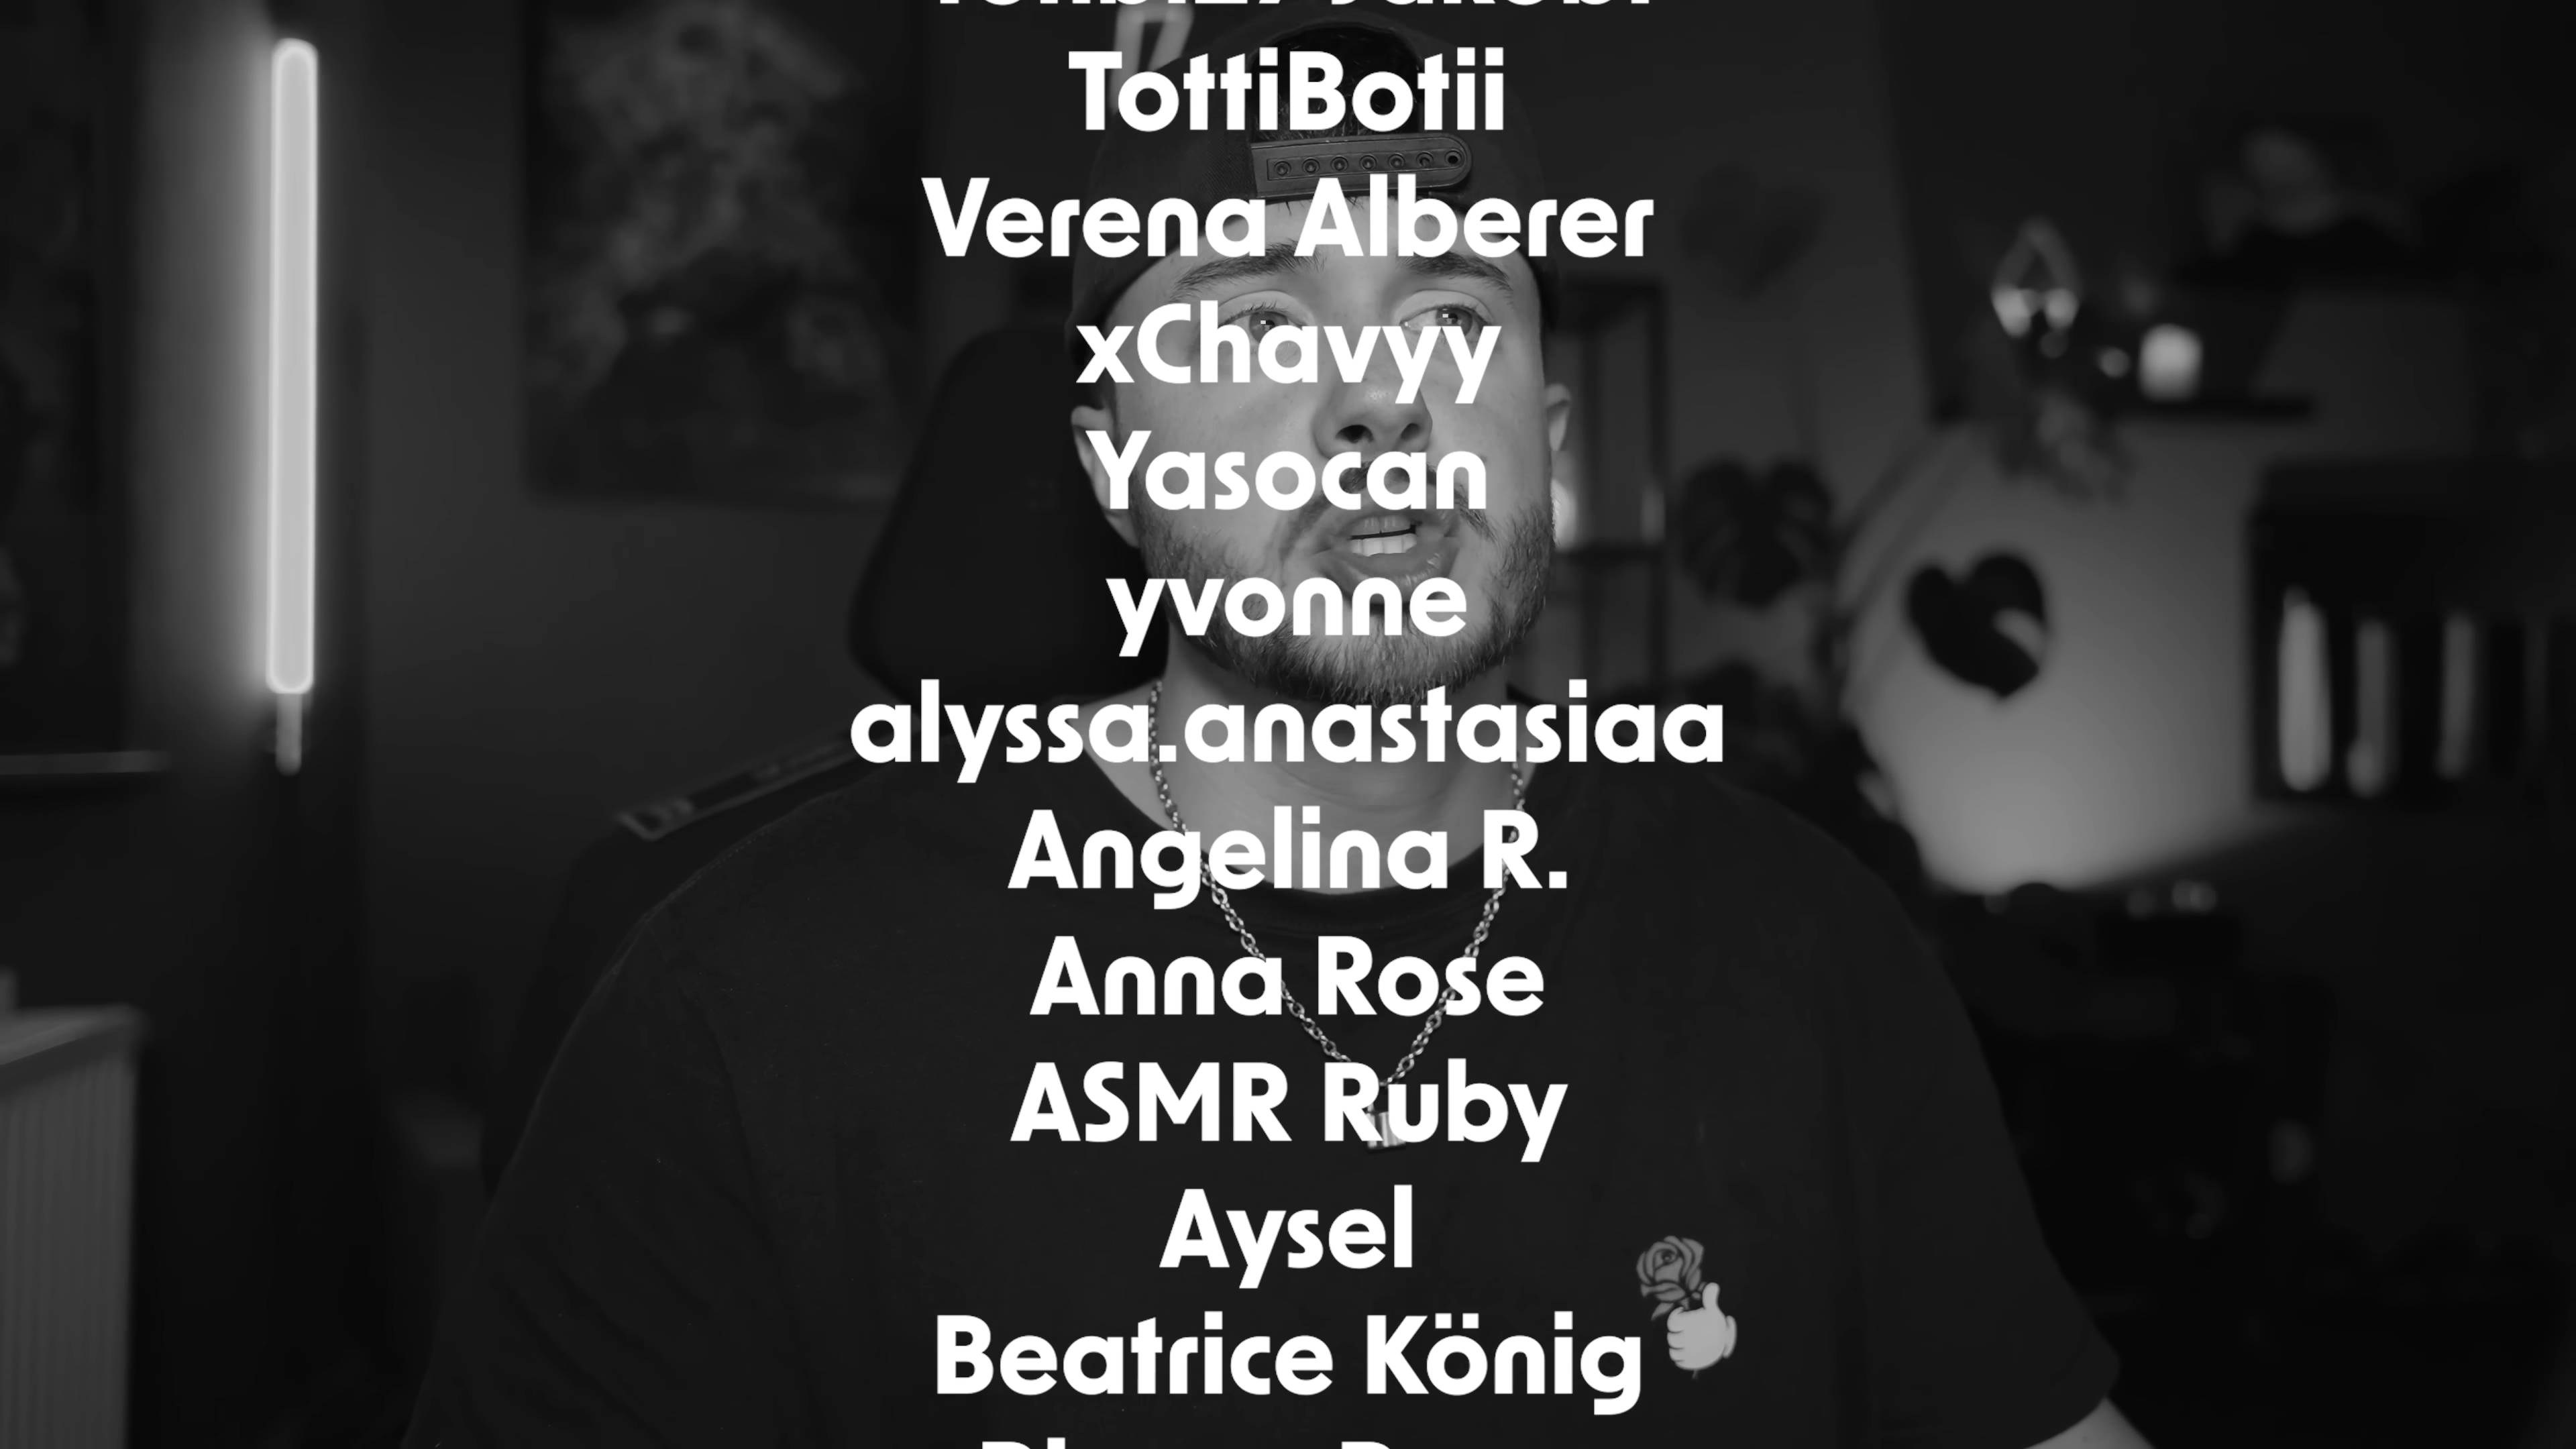 TottiBotii
Verena Alberer
xChavyy
Yasocan
yvonne
alyssa.anastasiaa
Angelina R.
Anna Rose
ASMR Ruby
Aysel
Beatrice König